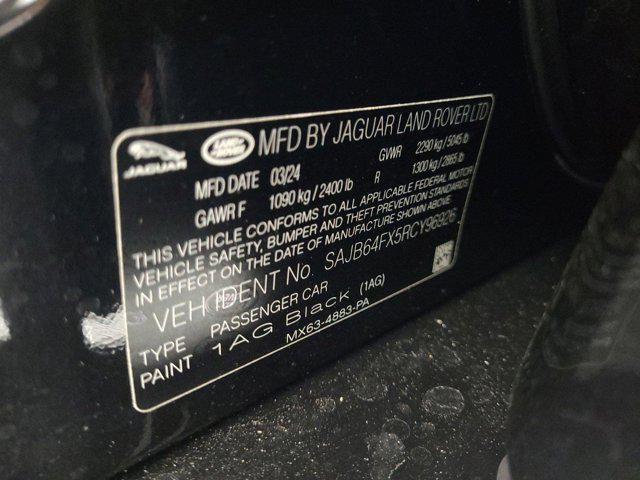 JAGUAR LAND ROVER MFD BY JAGUAR LAND ROVER LTD
MFD DATE 03/24 GVWR 2290 kg / 5045 lb
GAWR F 1090 kg / 2400 lb R 1300 kg / 2865 lb
THIS VEHICLE CONFORMS TO ALL APPLICABLE FEDERAL MOTOR
VEHICLE SAFETY, BUMPER AND THEFT PREVENTION STANDARDS
IN EFFECT ON THE DATE OF MANUFACTURE SHOWN ABOVE
VEH IDENT No. SAJB64FX5RCY96926
TYPE PASSENGER CAR
PAINT 1AG Black (1AG)
MX63-4883-PA